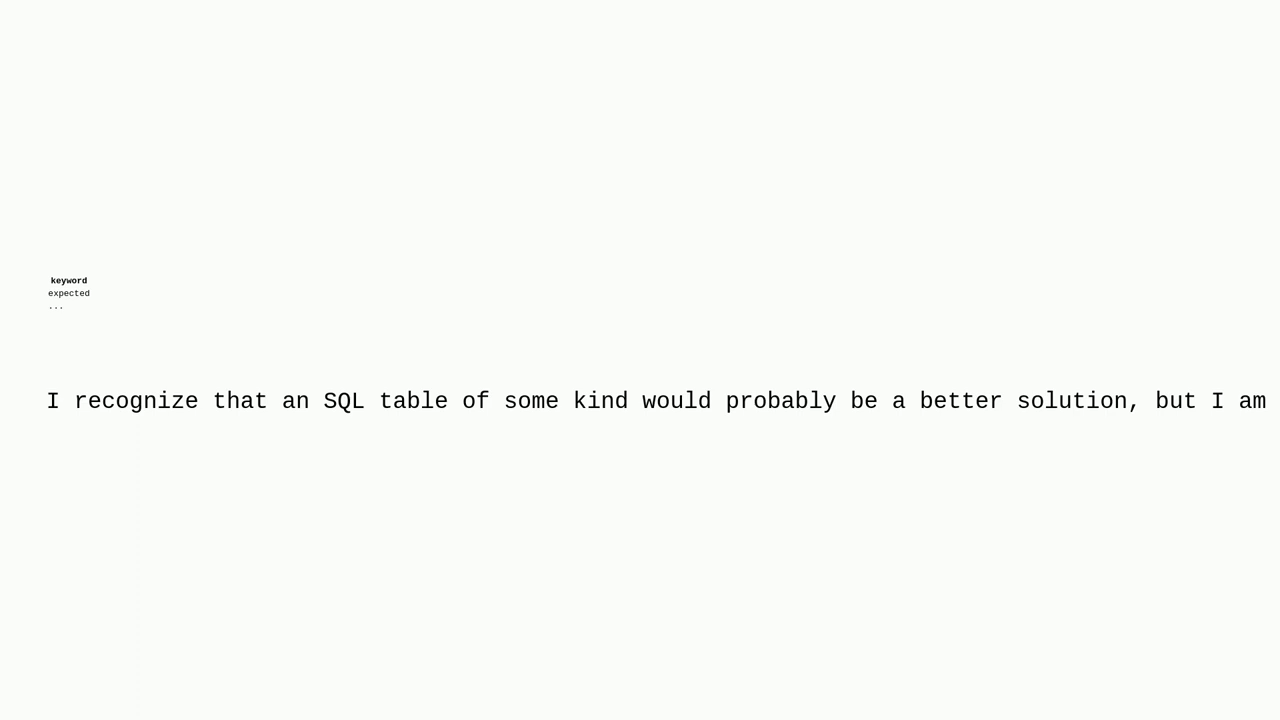 keyword
expected
...
I recognize that an SQL table of some kind would probably be a better solution, but I am